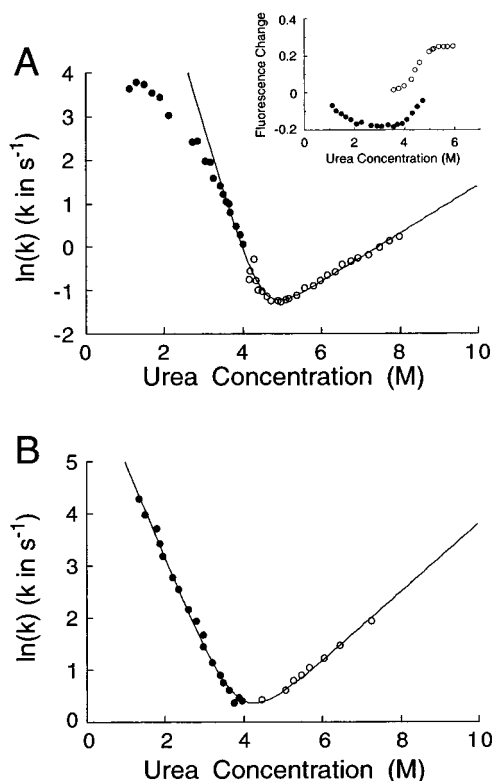 A
ln(k) (k in s⁻¹)
4
3
2
1
0
-1
-2
0 2 4 6 8 10
Urea Concentration (M)
Fluorescence Change
0.4
0.2
0
-0.2
0 2 4 6 8
Urea Concentration (M)
B
ln(k) (k in s⁻¹)
5
4
3
2
1
0
0 2 4 6 8 10
Urea Concentration (M)